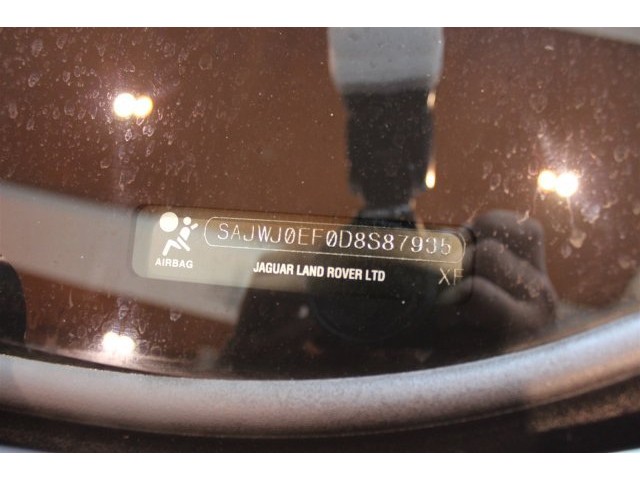 SAJWJ0EF0D8S87935
AIRBAG
JAGUAR LAND ROVER LTD
XF